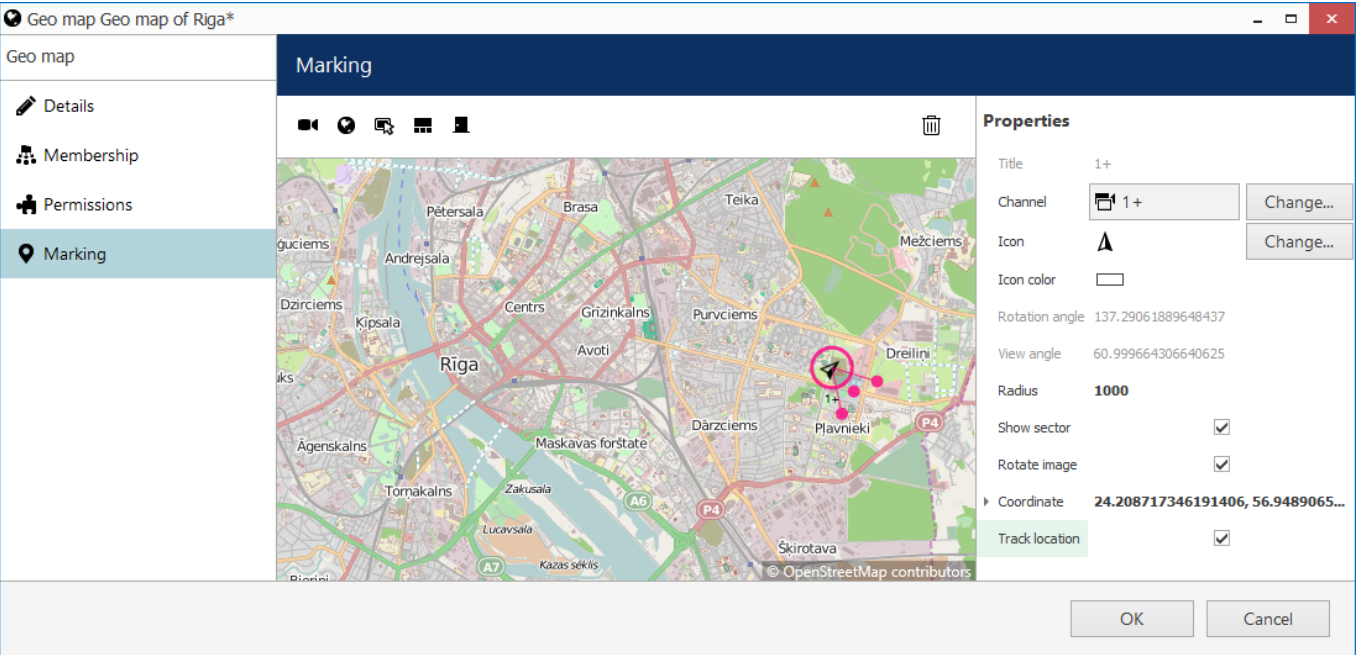 Geo map Geo map of Riga*
Geo map
Marking
Details
Membership
Permissions
Marking
Properties
Title 1+
Channel 1+ Change...
Icon Change...
Icon color
Rotation angle 137.29061889648437
View angle 60.999664306640625
Radius 1000
Show sector
Rotate image
Coordinate 24.208717346191406, 56.9489065...
Track location
Teika
Brasa
Pētersala
Mežciems
ǵuciems
Andrejsala
Dzirciems
Centrs
Grīziņkalns
Purvciems
Ķīpsala
Avoti
Dreiliņi
Rīga
ıks
1+
P4
Dārzciems
Pļavnieki
Maskavas forštate
Āgenskalns
Torņakalns
Zaķusala
A6
P4
Lucavsala
Šķirotava
A7
Kazas sēklis
Bieriņi
© OpenStreetMap contributors
OK
Cancel